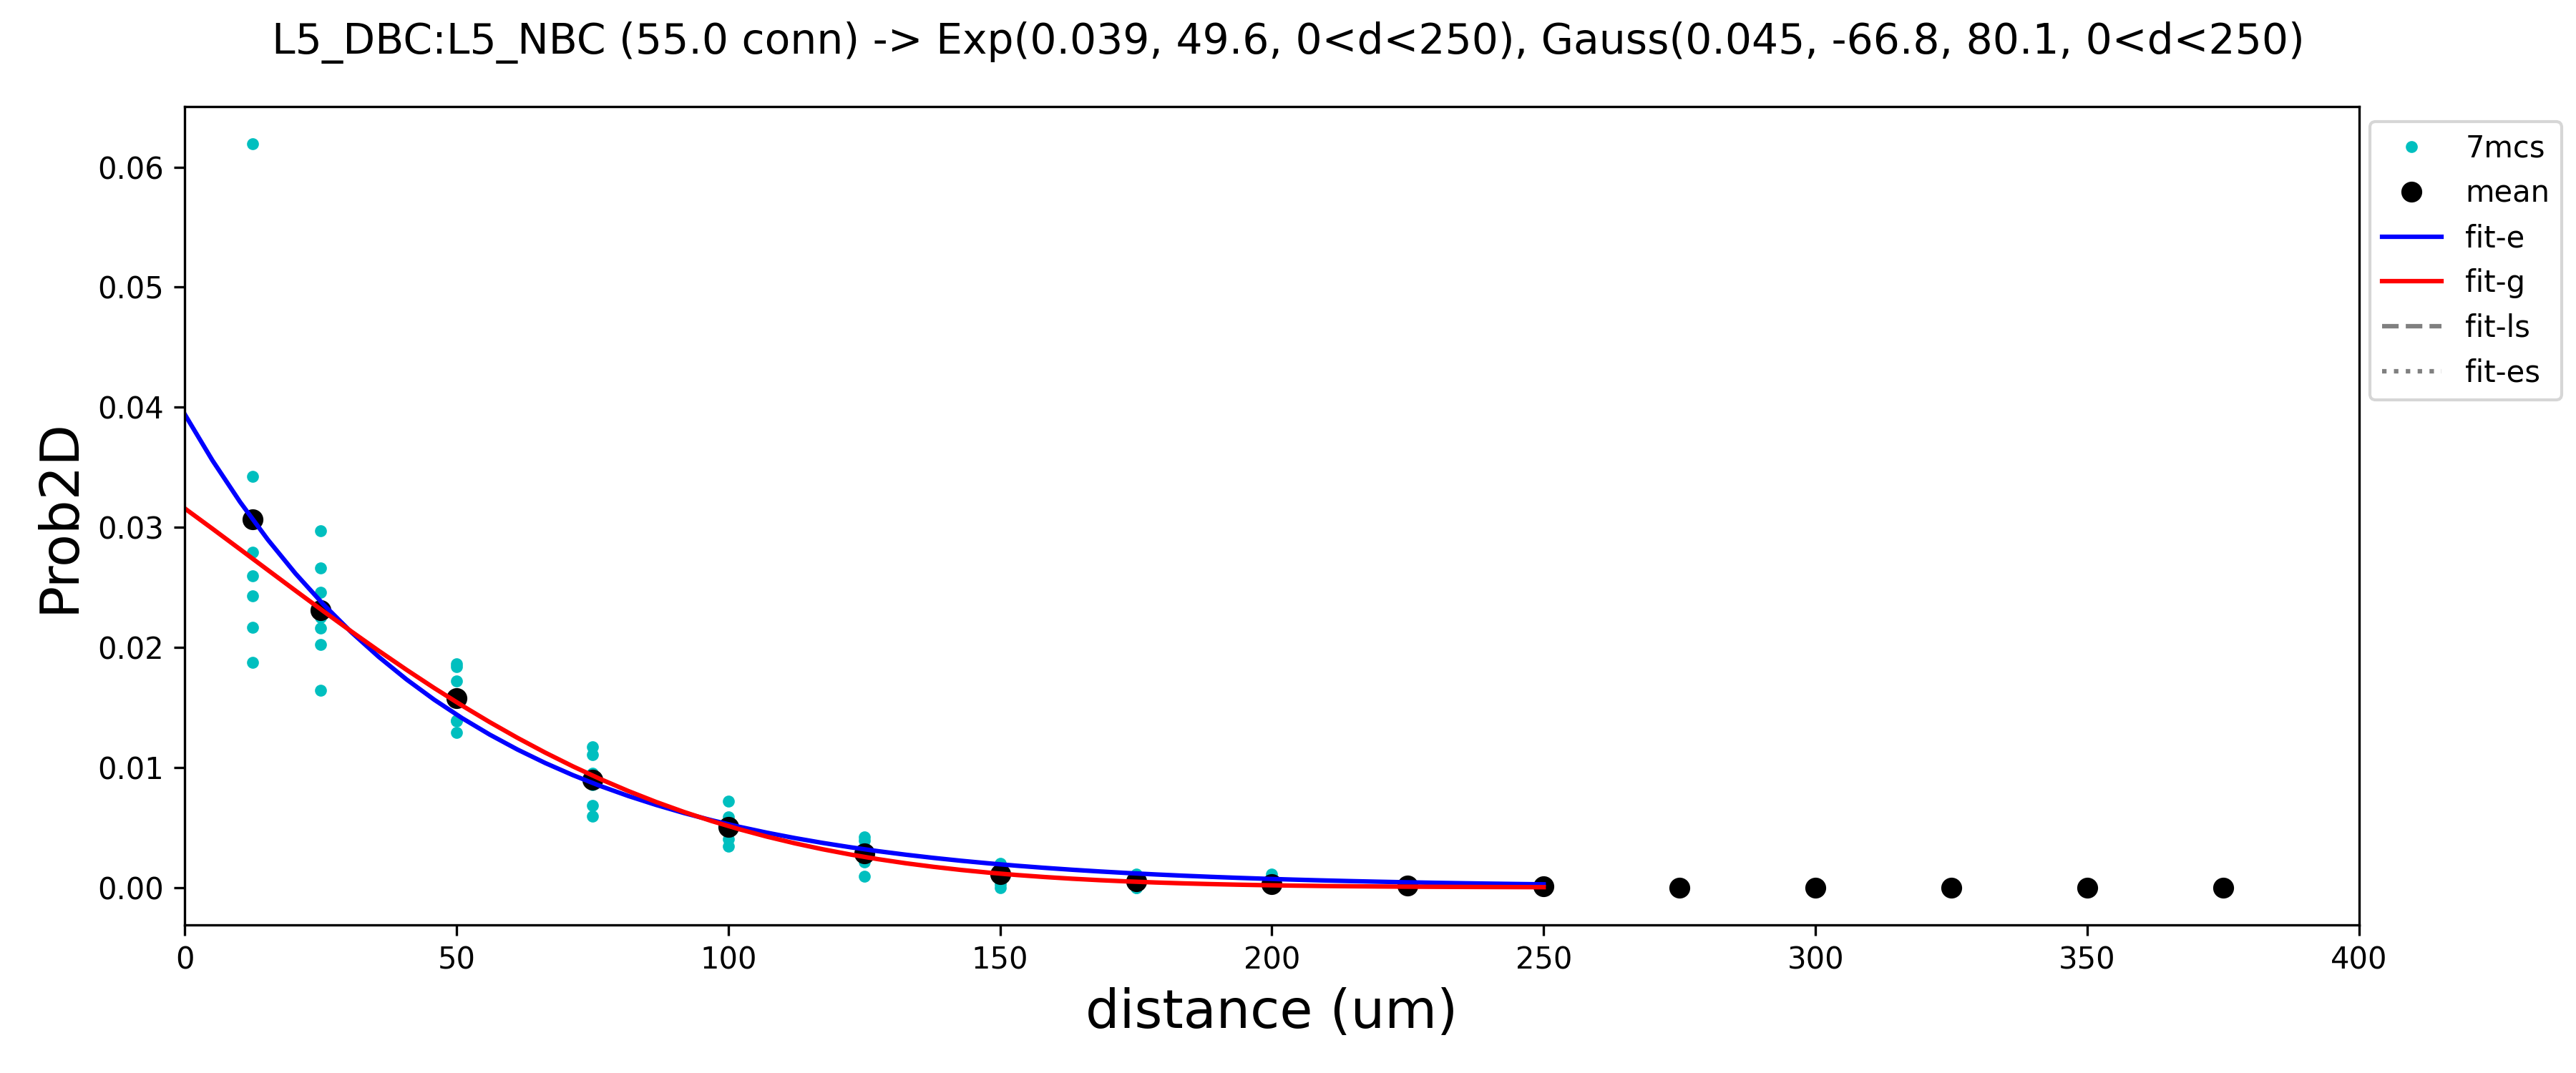 L5_DBC:L5_NBC (55.0 conn) -> Exp(0.039, 49.6, 0<d<250), Gauss(0.045, -66.8, 80.1, 0<d<250)
7mcs
mean
fit-e
fit-g
fit-ls
fit-es
Prob2D
0.06
0.05
0.04
0.03
0.02
0.01
0.00
0 50 100 150 200 250 300 350 400
distance (um)